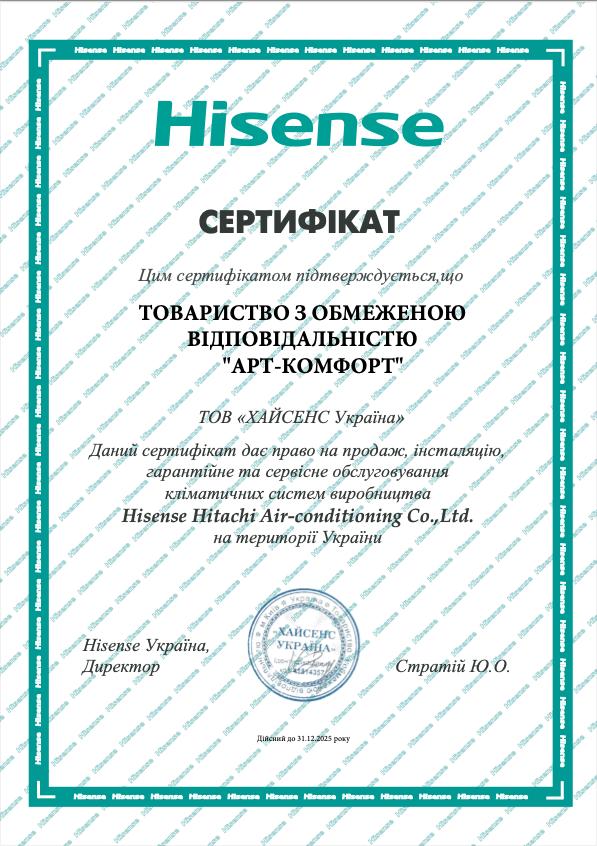 Hisense
СЕРТИФІКАТ
Цим сертифікатом підтверджується,що
ТОВАРИСТВО З ОБМЕЖЕНОЮ
ВІДПОВІДАЛЬНІСТЮ
"АРТ-КОМФОРТ"
ТОВ «ХАЙСЕНС Україна»
Даний сертифікат дає право на продаж, інсталяцію,
гарантійне та сервісне обслуговування
кліматичних систем виробництва
Hisense Hitachi Air-conditioning Co.,Ltd.
на території України
«ХАЙСЕНС
УКРАЇНА»
Hisense Україна,
Директор
Стратій Ю.О.
Дійсний до 31.12.2025 року